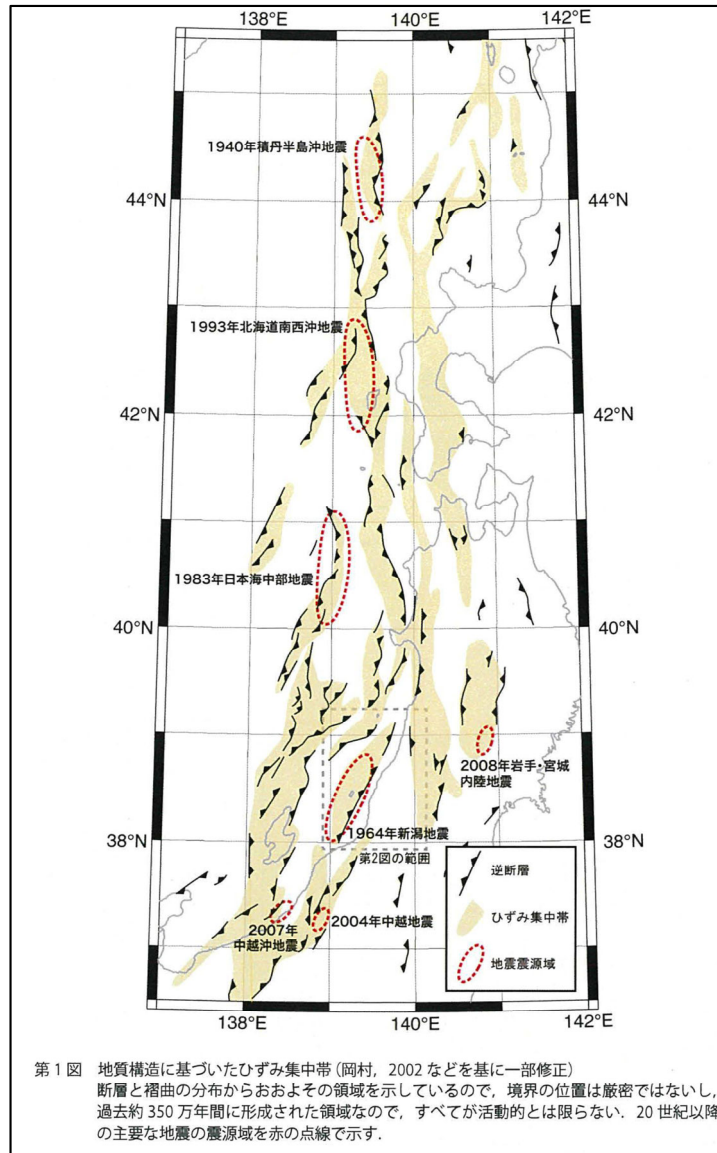 138°E
140°E
142°E
1940年積丹半島沖地震
44°N
44°N
1993年北海道南西沖地震
42°N
42°N
1983年日本海中部地震
40°N
40°N
2008年岩手・宮城
内陸地震
38°N
1964年新潟地震
38°N
第2図の範囲
逆断層
2007年
中越沖地震
2004年中越地震
ひずみ集中帯
地震震源域
138°E
140°E
142°E
第1図 地質構造に基づいたひずみ集中帯(岡村,2002 などを基に一部修正)
断層と褶曲の分布からおおよその領域を示しているので,境界の位置は厳密ではないし,
過去約 350 万年間に形成された領域なので,すべてが活動的とは限らない.20 世紀以降
の主要な地震の震源域を赤の点線で示す.